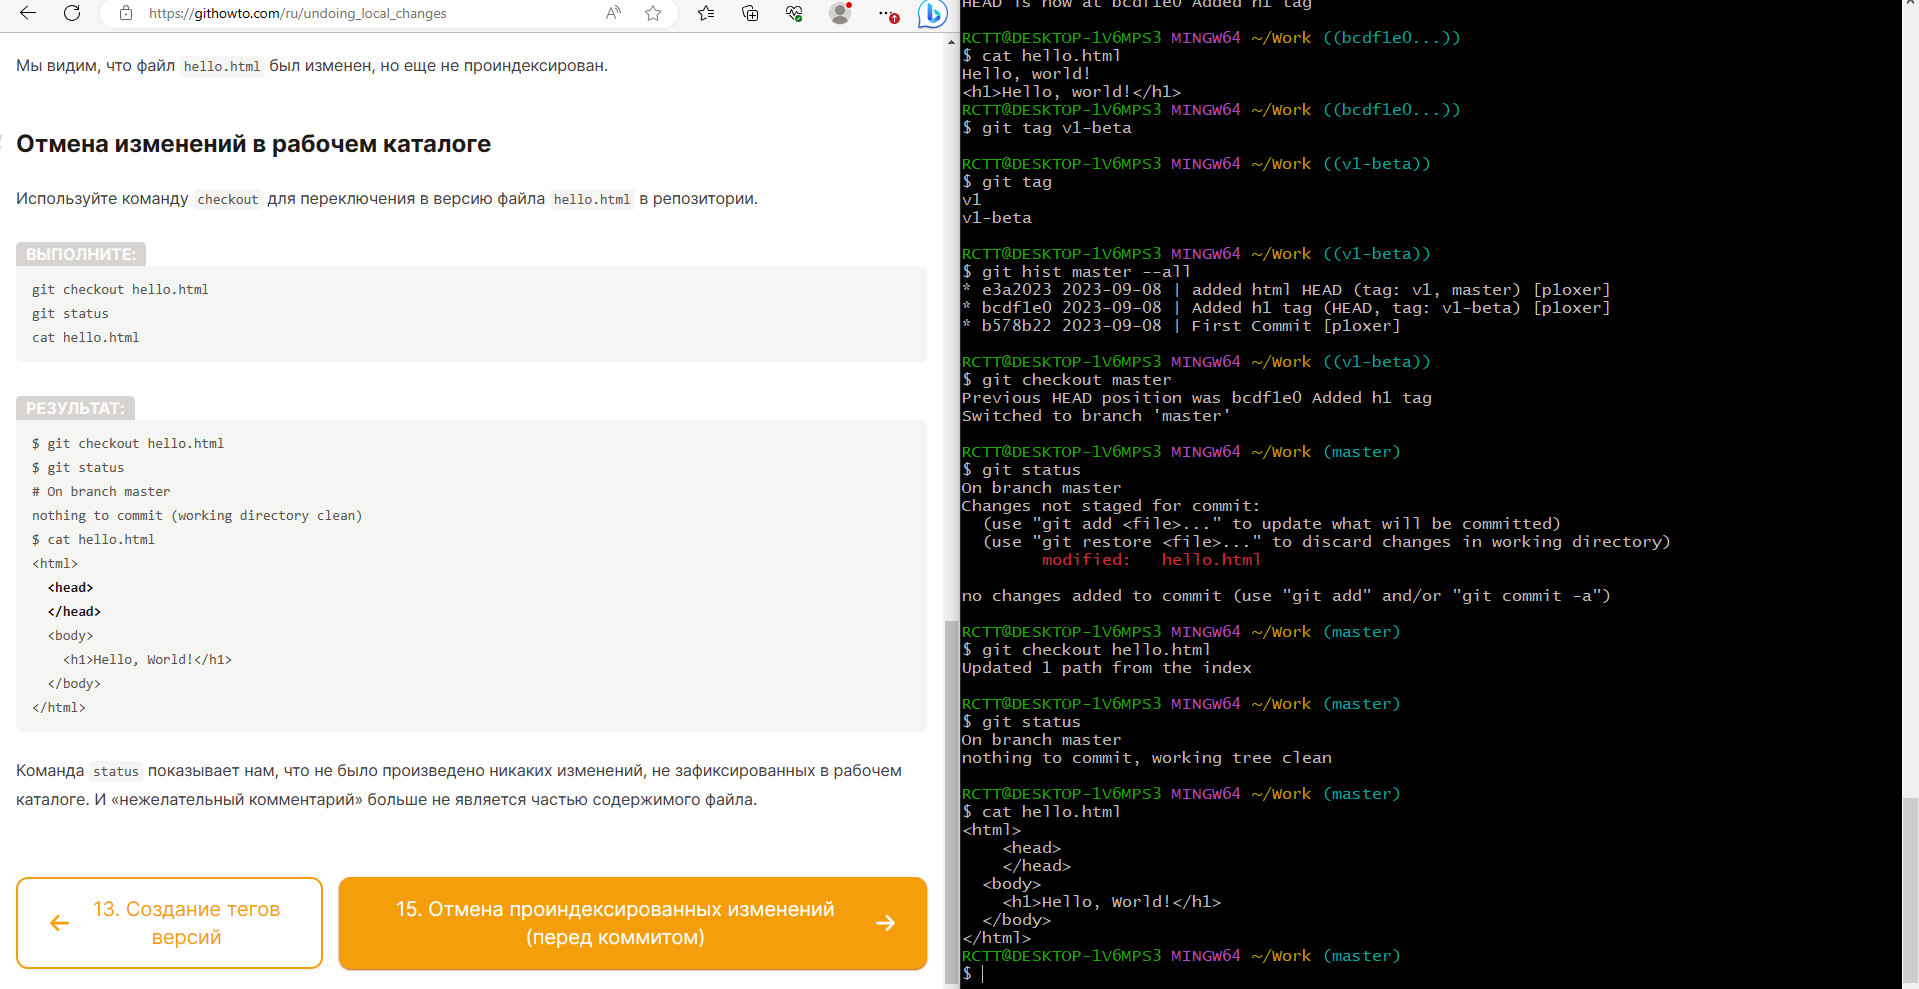 https://githowto.com/ru/undoing_local_changes
Мы видим, что файл hello.html был изменен, но еще не проиндексирован.
Отмена изменений в рабочем каталоге
Используйте команду checkout для переключения в версию файла hello.html в репозитории.
ВЫПОЛНИТЕ:
git checkout hello.html
git status
cat hello.html
РЕЗУЛЬТАТ:
$ git checkout hello.html
$ git status
# On branch master
nothing to commit (working directory clean)
$ cat hello.html
<html>
  <head>
  </head>
  <body>
    <h1>Hello, World!</h1>
  </body>
</html>
Команда status показывает нам, что не было произведено никаких изменений, не зафиксированных в рабочем
каталоге. И «нежелательный комментарий» больше не является частью содержимого файла.
13. Создание тегов
версий
15. Отмена проиндексированных изменений
(перед коммитом)
HEAD is now at bcdf1e0 Added h1 tag
RCTT@DESKTOP-1V6MPS3 MINGW64 ~/Work ((bcdf1e0...))
$ cat hello.html
Hello, world!
<h1>Hello, world!</h1>
RCTT@DESKTOP-1V6MPS3 MINGW64 ~/Work ((bcdf1e0...))
$ git tag v1-beta
RCTT@DESKTOP-1V6MPS3 MINGW64 ~/Work ((v1-beta))
$ git tag
v1
v1-beta
RCTT@DESKTOP-1V6MPS3 MINGW64 ~/Work ((v1-beta))
$ git hist master --all
* e3a2023 2023-09-08 | added html HEAD (tag: v1, master) [p1oxer]
* bcdf1e0 2023-09-08 | Added h1 tag (HEAD, tag: v1-beta) [p1oxer]
* b578b22 2023-09-08 | First Commit [p1oxer]
RCTT@DESKTOP-1V6MPS3 MINGW64 ~/Work ((v1-beta))
$ git checkout master
Previous HEAD position was bcdf1e0 Added h1 tag
Switched to branch 'master'
RCTT@DESKTOP-1V6MPS3 MINGW64 ~/Work (master)
$ git status
On branch master
Changes not staged for commit:
  (use "git add <file>..." to update what will be committed)
  (use "git restore <file>..." to discard changes in working directory)
        modified:   hello.html
no changes added to commit (use "git add" and/or "git commit -a")
RCTT@DESKTOP-1V6MPS3 MINGW64 ~/Work (master)
$ git checkout hello.html
Updated 1 path from the index
RCTT@DESKTOP-1V6MPS3 MINGW64 ~/Work (master)
$ git status
On branch master
nothing to commit, working tree clean
RCTT@DESKTOP-1V6MPS3 MINGW64 ~/Work (master)
$ cat hello.html
<html>
    <head>
    </head>
  <body>
    <h1>Hello, World!</h1>
  </body>
</html>
RCTT@DESKTOP-1V6MPS3 MINGW64 ~/Work (master)
$